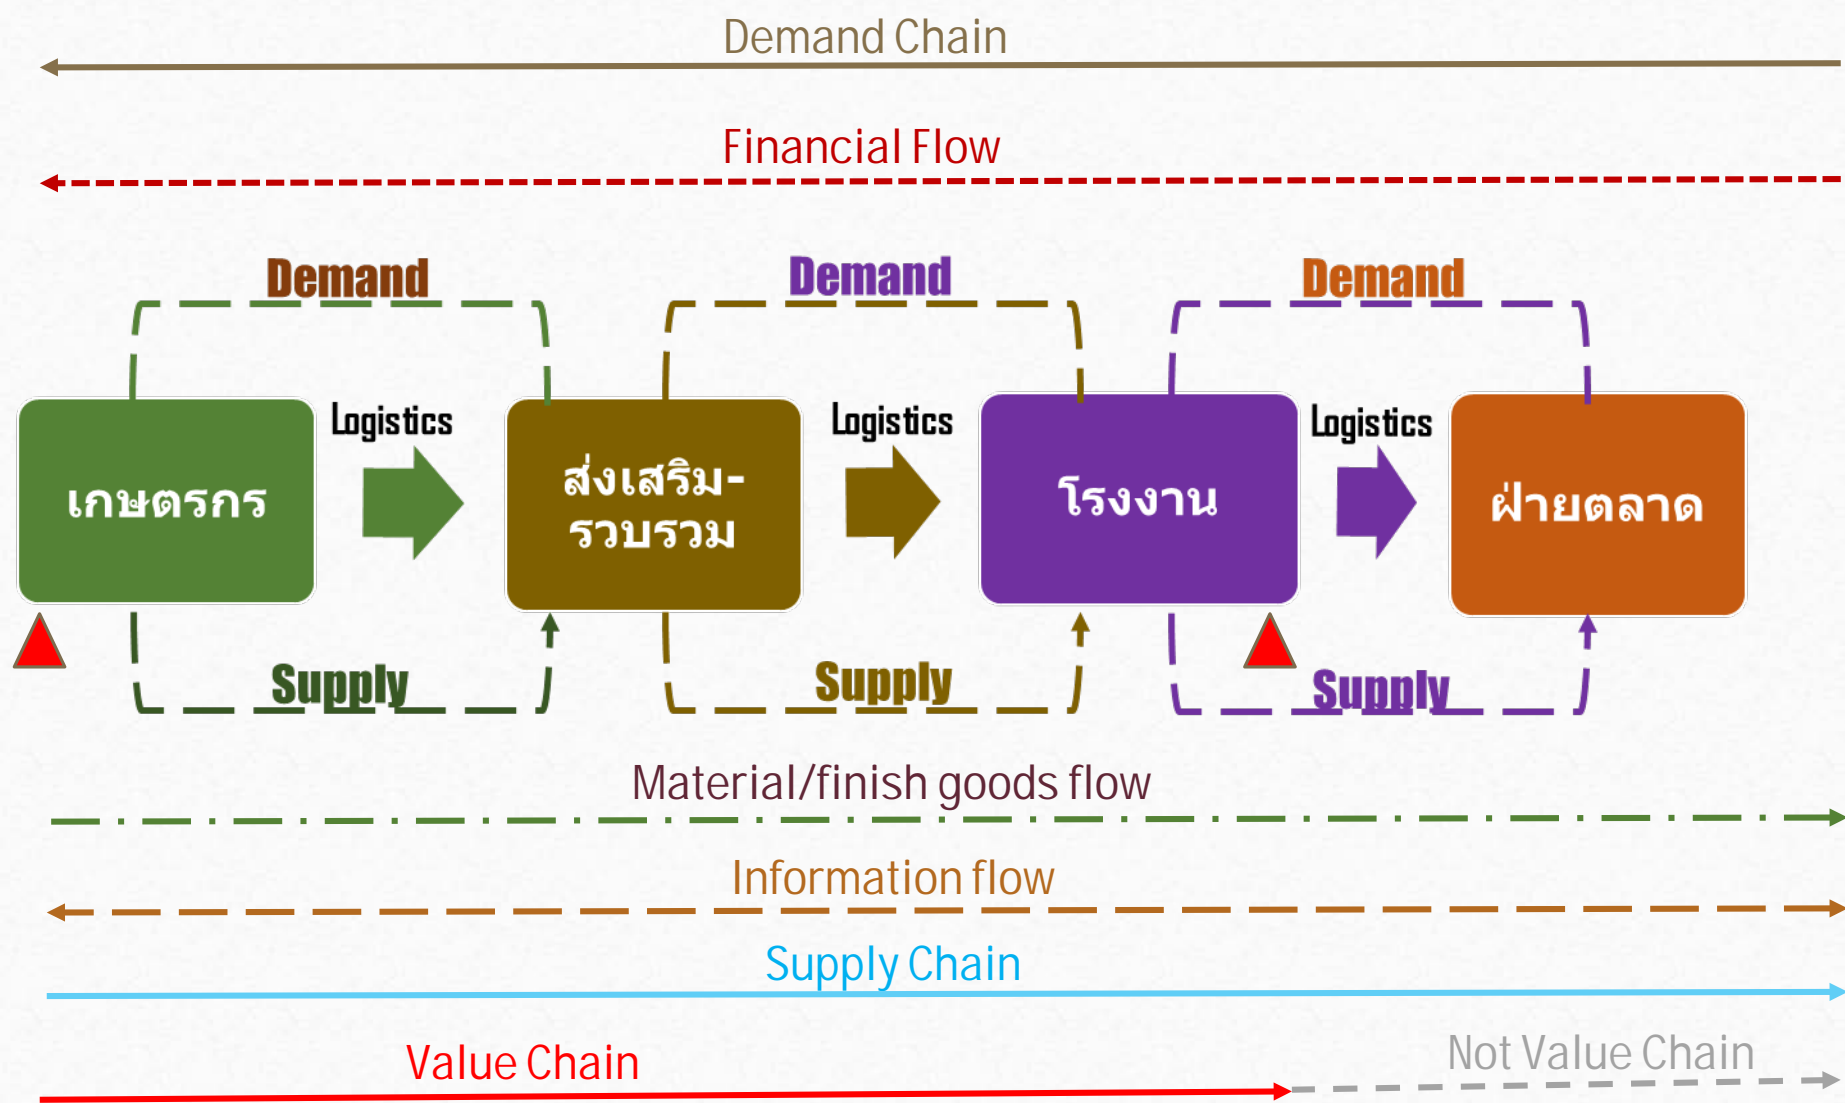 Demand Chain
Financial Flow
Demand
Demand
Demand
Logistics
Logistics
Logistics
เกษตรกร
ส่งเสริม-
รวบรวม
โรงงาน
ฝ่ายตลาด
Supply
Supply
Supply
Material/finish goods flow
Information flow
Supply Chain
Value Chain
Not Value Chain